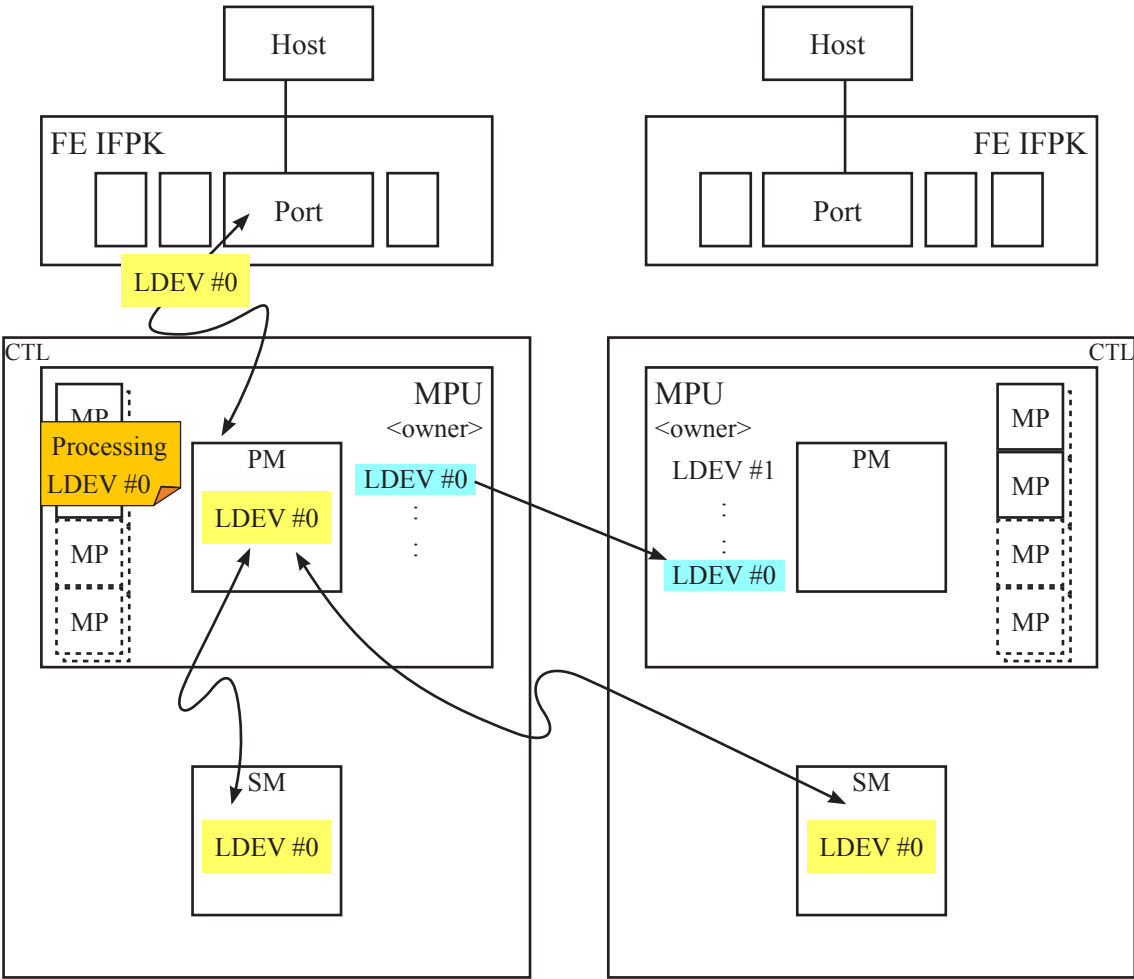 Host
Host
FE IFPK
FE IFPK
Port
Port
LDEV #0
CTL
CTL
MPU
<owner>
LDEV #0
:
:
MP
Processing
LDEV #0
MP
MP
PM
LDEV #0
MPU
<owner>
LDEV #1
:
:
LDEV #0
PM
MP
MP
MP
MP
SM
LDEV #0
SM
LDEV #0